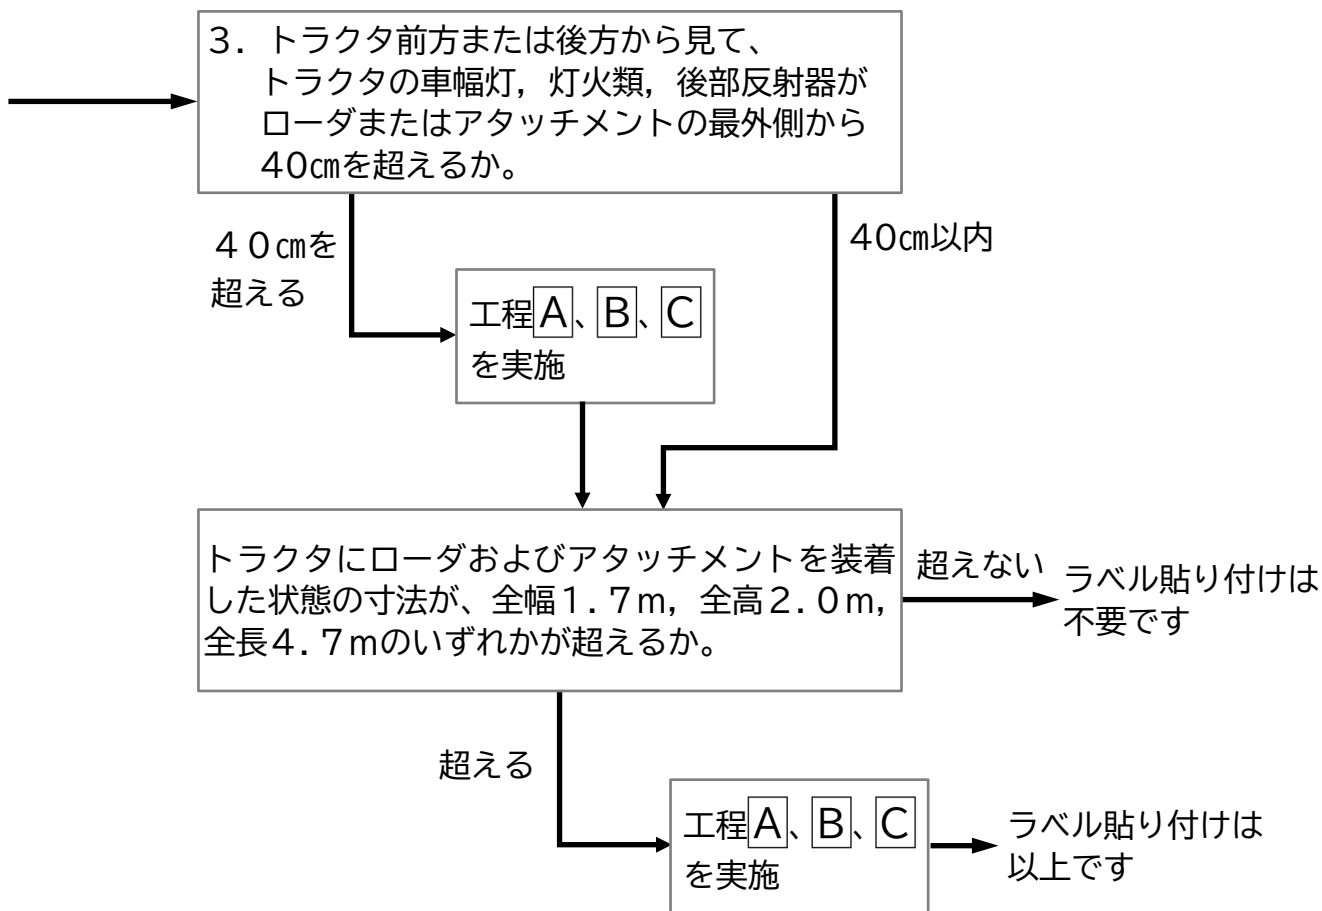 3．トラクタ前方または後方から見て、
トラクタの車幅灯，灯火類，後部反射器が
ローダまたはアタッチメントの最外側から
40㎝を超えるか。
４０㎝を
超える
40㎝以内
工程A、B、C
を実施
トラクタにローダおよびアタッチメントを装着
した状態の寸法が、全幅１.７ｍ，全高２.０ｍ，
全長４.７ｍのいずれかが超えるか。
超えない
ラベル貼り付けは
不要です
超える
工程A、B、C
を実施
ラベル貼り付けは
以上です